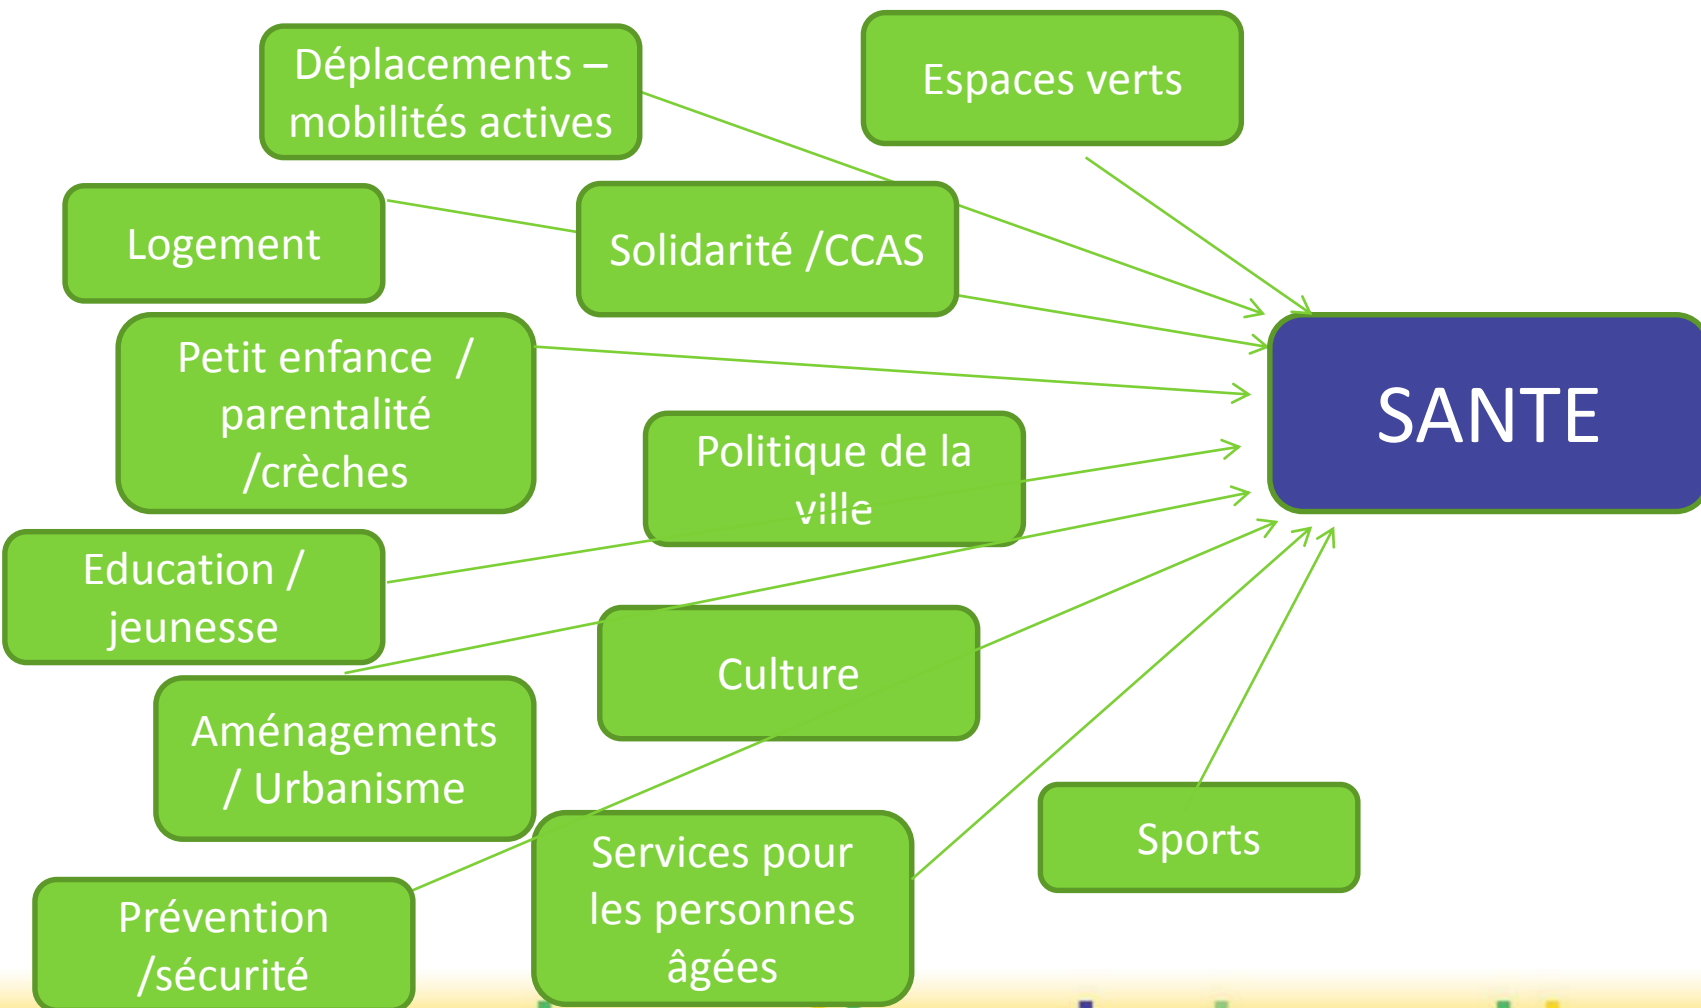 Déplacements –
mobilités actives
Espaces verts
Logement
Solidarité /CCAS
Petit enfance /
parentalité
/crèches
SANTE
Politique de la
ville
Education /
jeunesse
Culture
Aménagements
/ Urbanisme
Sports
Services pour
les personnes
âgées
Prévention
/sécurité